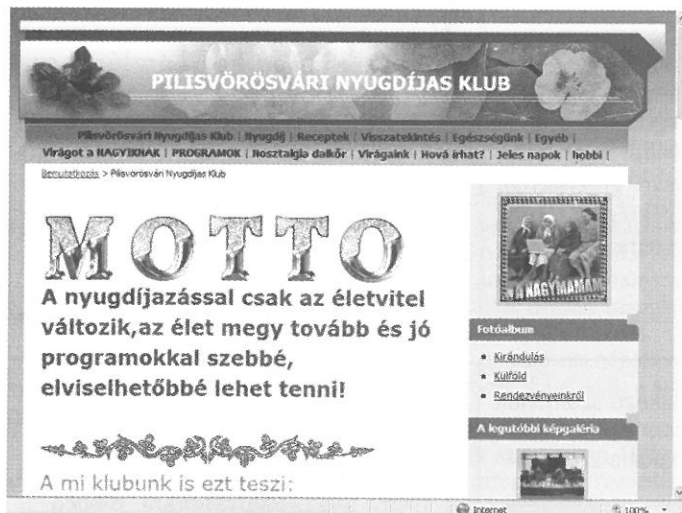 PILISVÖRÖSVÁRI NYUGDÍJAS KLUB
Pilisvörösvári Nyugdíjas Klub | Nyugdíj | Receptek | Visszatekintés | Egészségünk | Egyéb |
Virágot a NAGYIKNAK | PROGRAMOK | Nosztalgia dalkör | Virágaink | Hová írhat? | Jeles napok | hobbi |
Bemutatkozás > Pilisvörösvári Nyugdíjas Klub
MOTTO
A nyugdíjazással csak az életvitel
változik,az élet megy tovább és jó
programokkal szebbé,
elviselhetőbbé lehet tenni!
A mi klubunk is ezt teszi:
A NAGYMAMÁM
Fotóalbum
Kirándulás
Külföld
Rendezvényeinkről
A legutóbbi képgaléria
Internet
100%